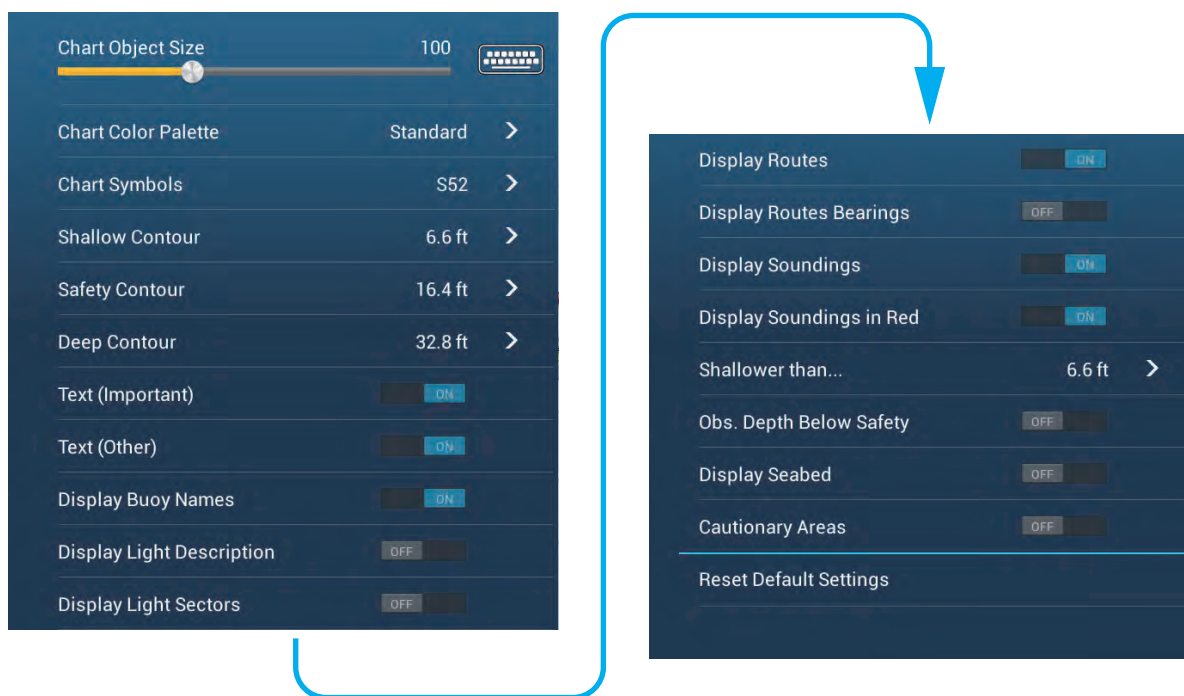 Chart Object Size 100
Chart Color Palette Standard
Chart Symbols S52
Shallow Contour 6.6 ft
Safety Contour 16.4 ft
Deep Contour 32.8 ft
Text (Important) ON
Text (Other) ON
Display Buoy Names ON
Display Light Description OFF
Display Light Sectors OFF
Display Routes ON
Display Routes Bearings OFF
Display Soundings ON
Display Soundings in Red ON
Shallower than... 6.6 ft
Obs. Depth Below Safety OFF
Display Seabed OFF
Cautionary Areas OFF
Reset Default Settings